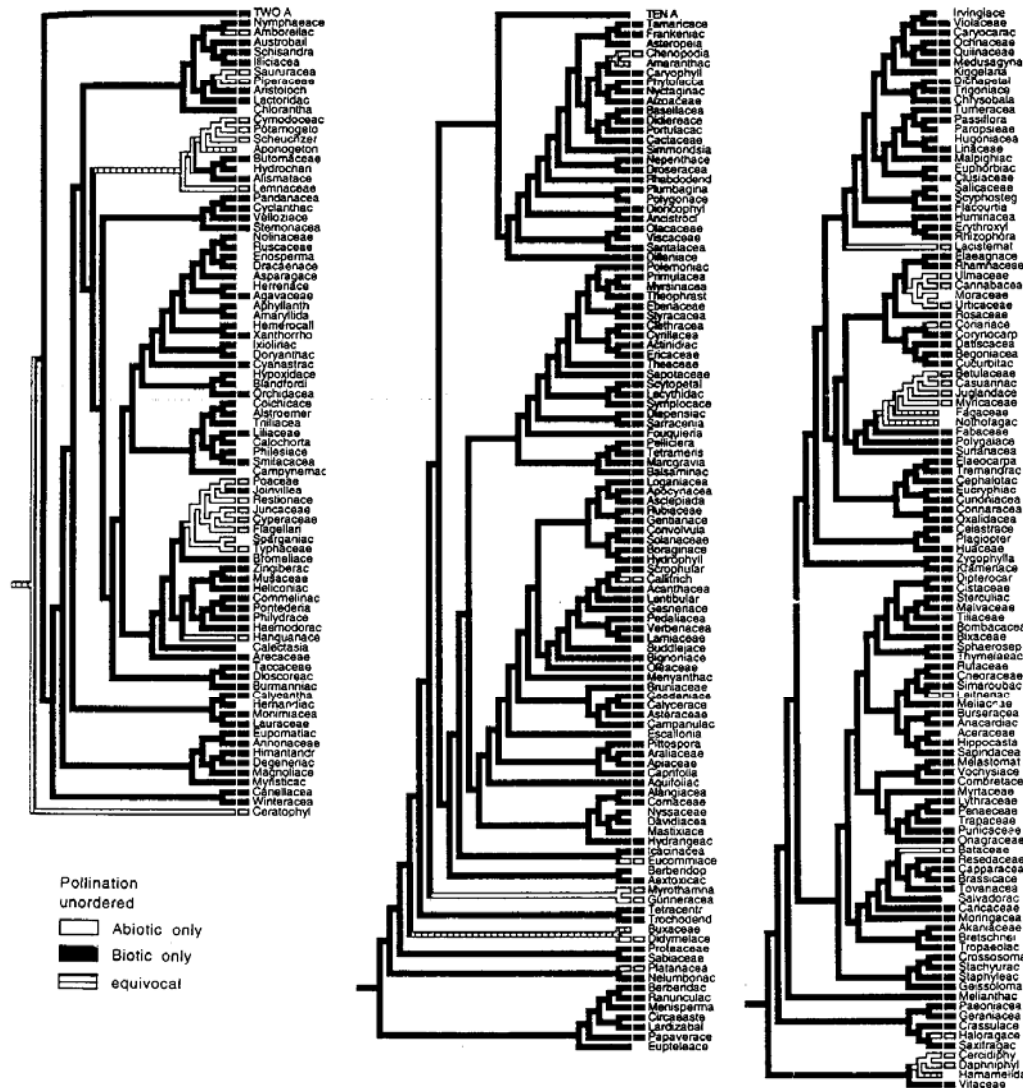 TWO A
Nymphaeace
Amborellac
Austrobail
Schisandra
Illiciacea
Saururacea
Piperaceae
Aristoloch
Lactoridac
Chlorantha
Cymodoceac
Potamogeto
Scheuchzer
Aponogeton
Butomaceae
Hydrochari
Alismatace
Lemnaceae
Pandanacea
Cyclanthac
Velloziace
Stemonacea
Nolinaceae
Ruscaceae
Eriosperma
Dracaenace
Asparagace
Herreriace
Agavaceae
Aphyllanth
Amaryllida
Hemerocall
Xanthorrho
Ixioliriac
Doryanthac
Cyanastrac
Hypoxidace
Blandfordi
Orchidacea
Colchicace
Alstroemer
Trilliacea
Liliaceae
Calochorta
Philesiace
Smilacacea
Campynemac
Poaceae
Joinvillea
Restionace
Juncaceae
Cyperaceae
Flagellari
Sparganiac
Typhaceae
Bromeliace
Zingiberac
Musaceae
Heliconiac
Commelinac
Pontederia
Philydrace
Haemodorac
Hanguanace
Calectasia
Arecaceae
Taccaceae
Dioscoreac
Burmanniac
Calycantha
Hernandiac
Monimiacea
Lauraceae
Eupomatiac
Annonaceae
Himantandr
Degeneriac
Magnoliace
Myristicac
Canellacea
Winteracea
Ceratophyl
Pollination
unordered
Abiotic only
Biotic only
equivocal
TEN A
Tamaricace
Frankeniac
Asteropeia
Chenopodia
Amaranthac
Caryophyll
Phytolacca
Nyctaginac
Aizoaceae
Basellacea
Didiereace
Portulacac
Cactaceae
Simmondsia
Nepenthace
Droseracea
Rhabdodend
Plumbagina
Polygonace
Dioncophyl
Ancistrocl
Olacaceae
Viscaceae
Santalacea
Dilleniace
Polemoniac
Primulacea
Myrsinacea
Theophrast
Ebenaceae
Styracacea
Clethracea
Cyrillacea
Actinidiac
Ericaceae
Theaceae
Sapotaceae
Scytopetal
Lecythidac
Symplocace
Diapensiac
Sarracenia
Fouquieria
Pelliciera
Tetrameris
Marcgravia
Balsaminac
Loganiacea
Apocynacea
Asclepiada
Rubiaceae
Gentianace
Convolvula
Solanaceae
Boraginace
Hydrophyll
Scrophular
Callitrich
Acanthacea
Lentibular
Gesneriace
Pedaliacea
Verbenacea
Lamiaceae
Buddlejace
Bignoniace
Oleaceae
Menyanthac
Bruniaceae
Goodeniace
Calycerace
Asteraceae
Campanulac
Escallonia
Pittospora
Araliaceae
Apiaceae
Caprifolia
Aquifoliac
Alangiacea
Cornaceae
Nyssaceae
Davidiacea
Mastixiace
Hydrangeac
Icacinacea
Eucommiace
Berberidop
Aextoxicac
Myrothamna
Gunneracea
Tetracentr
Trochodend
Buxaceae
Didymelace
Proteaceae
Sabiaceae
Platanacea
Nelumbonac
Berberidac
Ranunculac
Menisperma
Circaeaste
Lardizabal
Papaverace
Eupteleace
Irvingiace
Violaceae
Caryocarac
Ochnaceae
Quiinaceae
Medusagyna
Kiggelaria
Dichapetal
Trigoniace
Chrysobala
Turneracea
Passiflora
Paropsieae
Hugoniacea
Linaceae
Malpighiac
Euphorbiac
Clusiaceae
Salicaceae
Scyphosteg
Flacourtia
Humiriacea
Erythroxyl
Rhizophora
Lacistemat
Elaeagnace
Rhamnaceae
Ulmaceae
Cannabacea
Moraceae
Urticaceae
Rosaceae
Coriariace
Corynocarp
Datiscacea
Begoniacea
Cucurbitac
Betulaceae
Casuarinac
Juglandace
Myricaceae
Fagaceae
Nothofagac
Fabaceae
Polygalace
Surianacea
Elaeocarpa
Tremandrac
Cephalotac
Eucryphiac
Cunoniacea
Connaracea
Oxalidacea
Celastrace
Plagiopter
Huaceae
Zygophylla
Krameriace
Dipterocar
Cistaceae
Sterculiac
Malvaceae
Tiliaceae
Bombacacea
Bixaceae
Sphaerosep
Thymelaeac
Rutaceae
Cneoraceae
Simaroubac
Leitneriac
Meliaceae
Burseracea
Anacardiac
Aceraceae
Hippocasta
Sapindacea
Melastomat
Vochysiace
Combretace
Myrtaceae
Lythraceae
Penaeceae
Trapaceae
Punicaceae
Onagraceae
Bataceae
Resedaceae
Capparacea
Brassicace
Tovariacea
Salvadorac
Caricaceae
Moringacea
Akaniaceae
Bretschnei
Tropaeolac
Crossosoma
Stachyurac
Staphyleac
Geissoloma
Melianthac
Paeoniacea
Geraniacea
Crassulace
Haloragace
Saxifragac
Cercidiphy
Daphniphyl
Hamamelida
Vitaceae